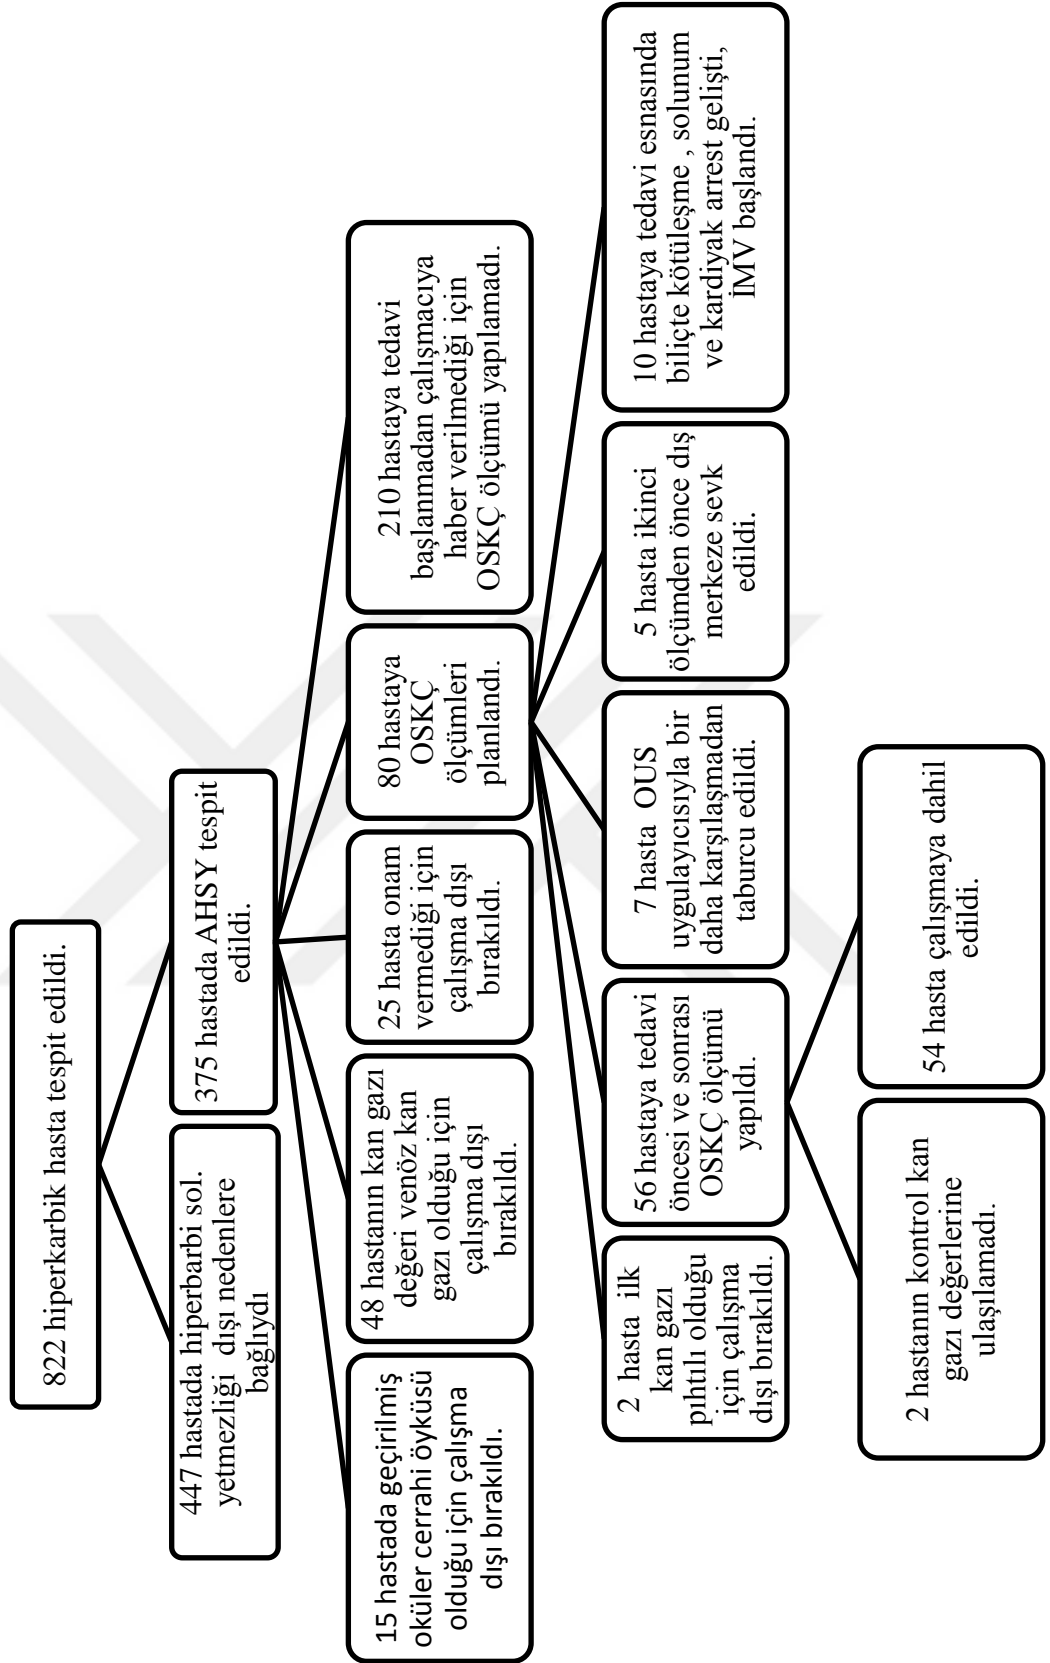 822 hiperkarbik hasta tespit edildi.
447 hastada hiperbarbi sol.
yetmezliği dışı nedenlere
bağlıydı
375 hastada AHSY tespit
edildi.
15 hastada geçirilmiş
oküler cerrahi öyküsü
olduğu için çalışma
dışı bırakıldı.
48 hastanın kan gazı
değeri venöz kan
gazı olduğu için
çalışma dışı
bırakıldı.
25 hasta onam
vermediği için
çalışma dışı
bırakıldı.
80 hastaya
OSKÇ
ölçümleri
planlandı.
210 hastaya tedavi
başlanmadan çalışmacıya
haber verilmediği için
OSKÇ ölçümü yapılamadı.
2 hasta ilk
kan gazı
pıhtılı olduğu
için çalışma
dışı bırakıldı.
56 hastaya tedavi
öncesi ve sonrası
OSKÇ ölçümü
yapıldı.
7 hasta OUS
uygulayıcısıyla bir
daha karşılaşmadan
taburcu edildi.
5 hasta ikinci
ölçümden önce dış
merkeze sevk
edildi.
10 hastaya tedavi esnasında
biliçte kötüleşme , solunum
ve kardiyak arrest gelişti,
İMV başlandı.
2 hastanın kontrol kan
gazı değerlerine
ulaşılamadı.
54 hasta çalışmaya dahil
edildi.